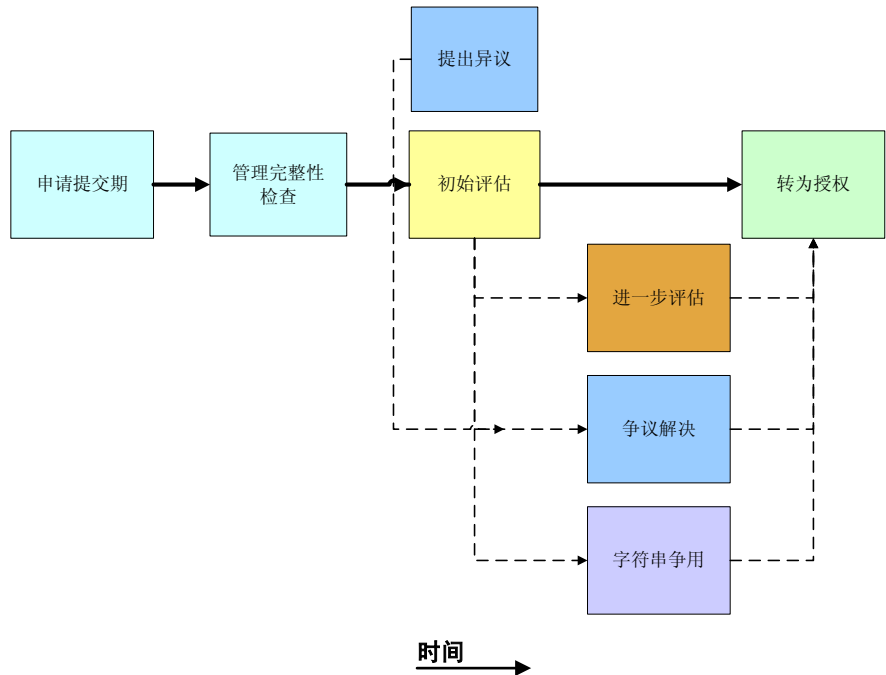 提出异议
申请提交期
管理完整性
检查
初始评估
转为授权
进一步评估
争议解决
字符串争用
时间